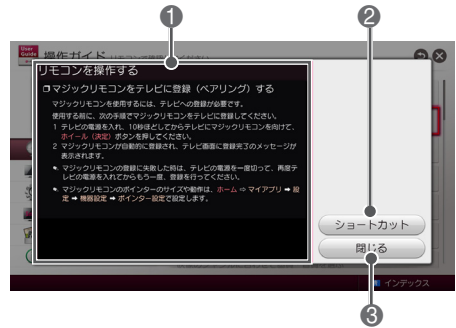 1
2
User Guide
操作ガイド
リモコンを操作する
マジックリモコンをテレビに登録（ペアリング）する
マジックリモコンを使用するには、テレビへの登録が必要です。
使用する前に、次の手順でマジックリモコンをテレビに登録してください。
1 テレビの電源を入れ、10秒ほどしてからテレビにマジックリモコンを向けて、
ホイール（決定）ボタンを押してください。
2 マジックリモコンが自動的に登録され、テレビ画面に登録完了のメッセージが
表示されます。
マジックリモコンの登録に失敗した時は、テレビの電源を一度切って、再度テ
レビの電源を入れてからもう一度、登録を行ってください。
マジックリモコンのポインターのサイズや動作は、ホーム ⇨ マイアプリ ➡ 設
定 ➡ 機器設定 ➡ ポインター設定で設定します。
ショートカット
閉じる
インデックス
3